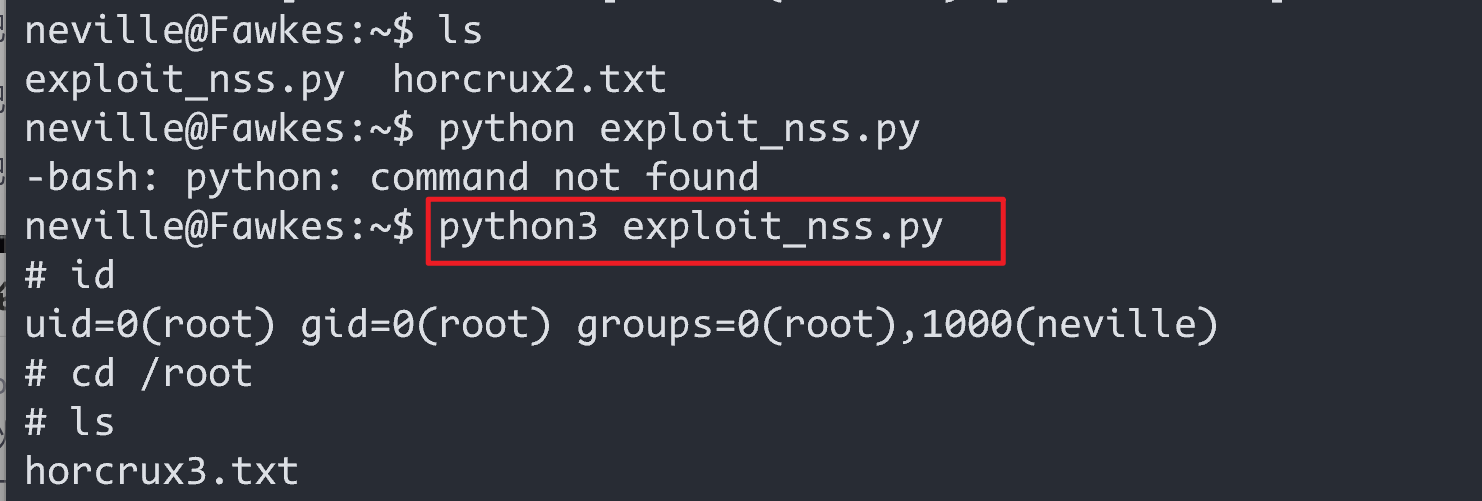 neville@Fawkes:~$ ls
exploit_nss.py  horcrux2.txt
neville@Fawkes:~$ python exploit_nss.py
-bash: python: command not found
neville@Fawkes:~$ python3 exploit_nss.py
# id
uid=0(root) gid=0(root) groups=0(root),1000(neville)
# cd /root
# ls
horcrux3.txt